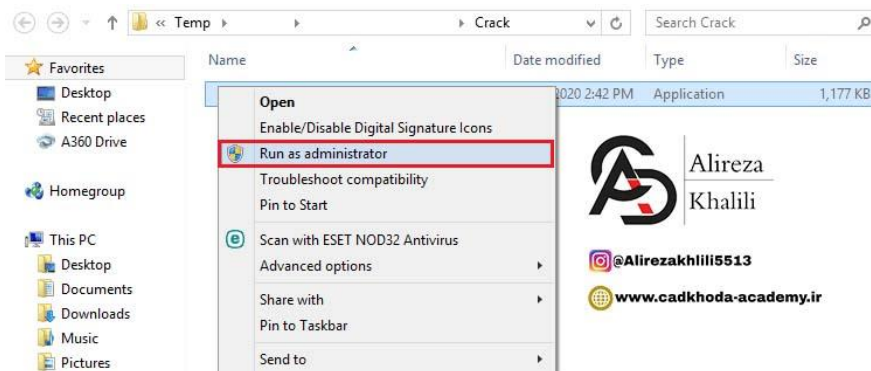 « Temp ▸ ▸ ▸ Crack
Search Crack
Name
Date modified
Type
Size
Favorites
Desktop
Recent places
A360 Drive
Homegroup
This PC
Desktop
Documents
Downloads
Music
Pictures
2020 2:42 PM
Application
1,177 KB
Open
Enable/Disable Digital Signature Icons
Run as administrator
Troubleshoot compatibility
Pin to Start
Scan with ESET NOD32 Antivirus
Advanced options
Share with
Pin to Taskbar
Send to
Alireza
Khalili
@Alirezakhlili5513
www.cadkhoda-academy.ir